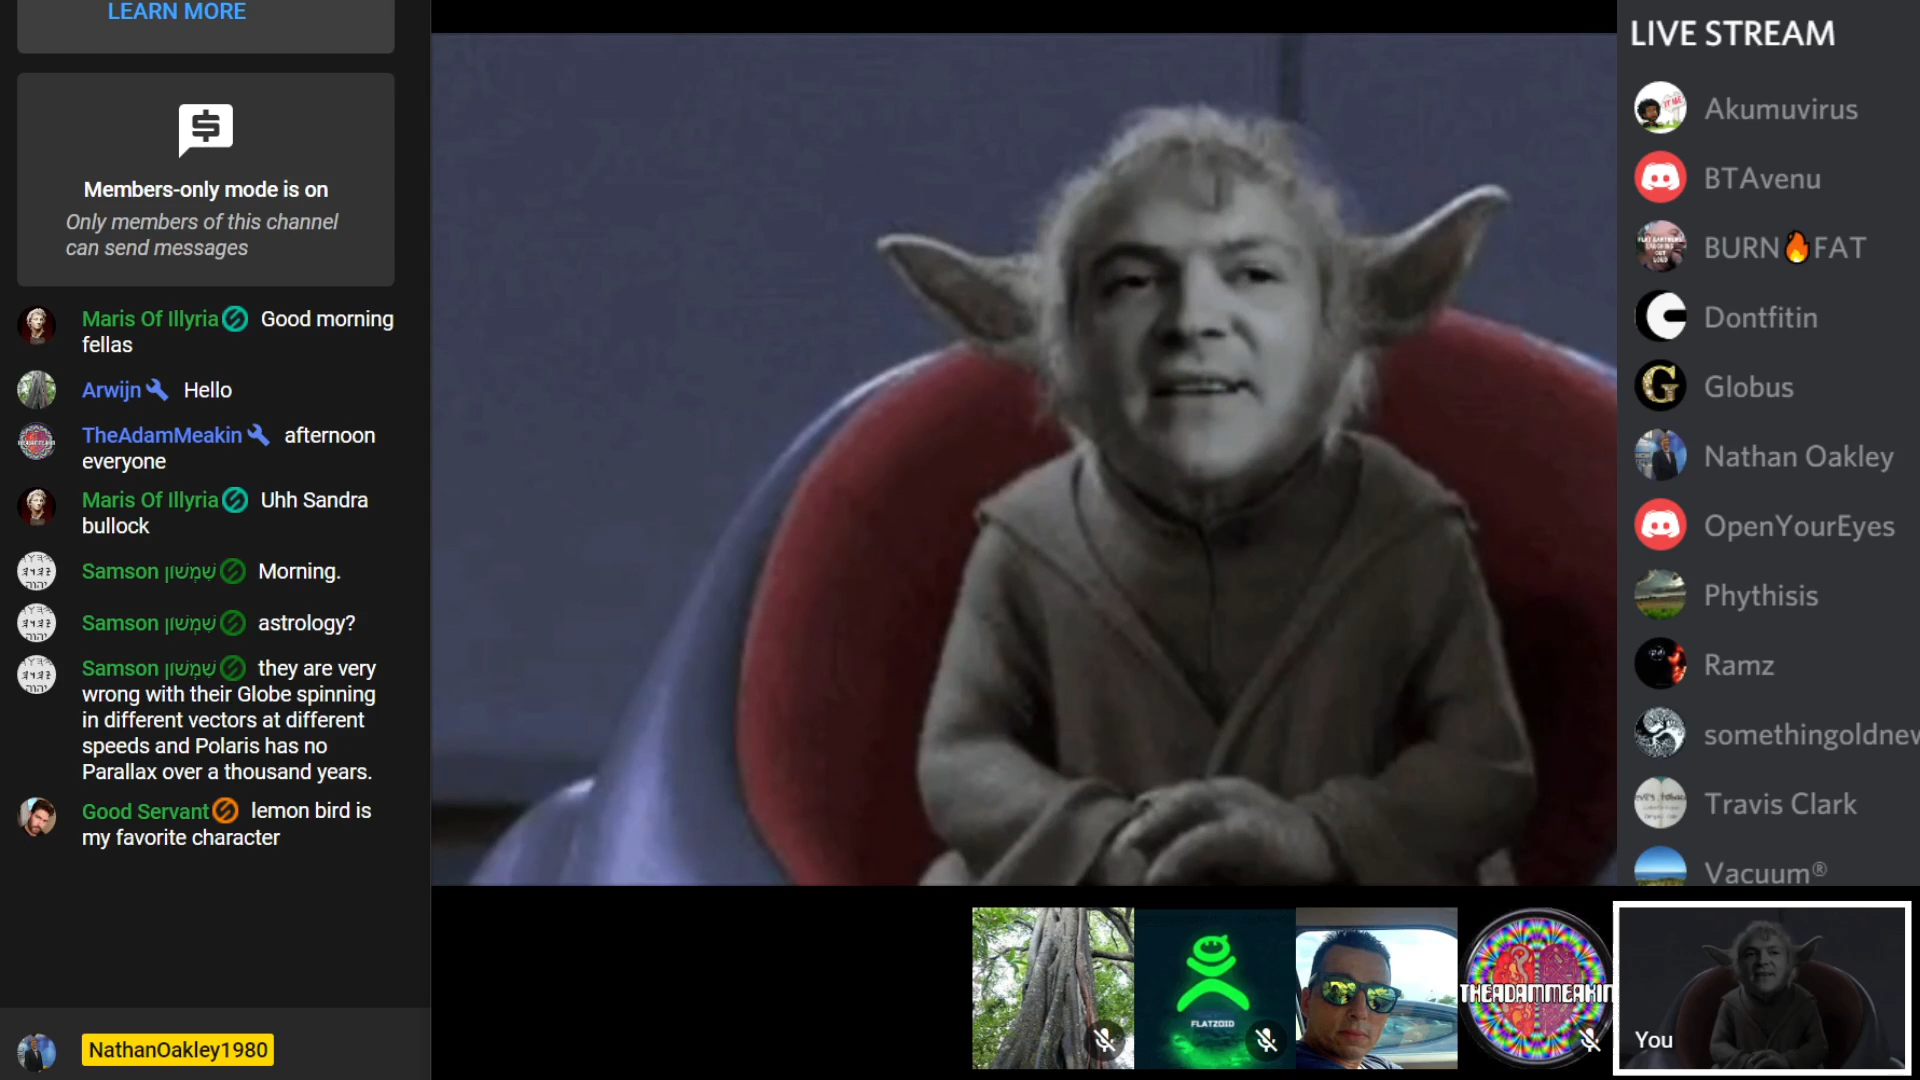 LEARN MORE
Members-only mode is on
Only members of this channel
can send messages
Maris Of Illyria Good morning
fellas
Arwijn Hello
TheAdamMeakin afternoon
everyone
Maris Of Illyria Uhh Sandra
bullock
Samson שִׁמְשׁוֹן Morning.
Samson שִׁמְשׁוֹן astrology?
Samson שִׁמְשׁוֹן they are very
wrong with their Globe spinning
in different vectors at different
speeds and Polaris has no
Parallax over a thousand years.
Good Servant lemon bird is
my favorite character
NathanOakley1980
LIVE STREAM
Akumuvirus
BTAvenu
BURN🔥FAT
Dontfitin
Globus
Nathan Oakley
OpenYourEyes
Phythisis
Ramz
somethingoldnew
Travis Clark
Vacuum®
FLATZOID
THEADAMMEAKIN
You